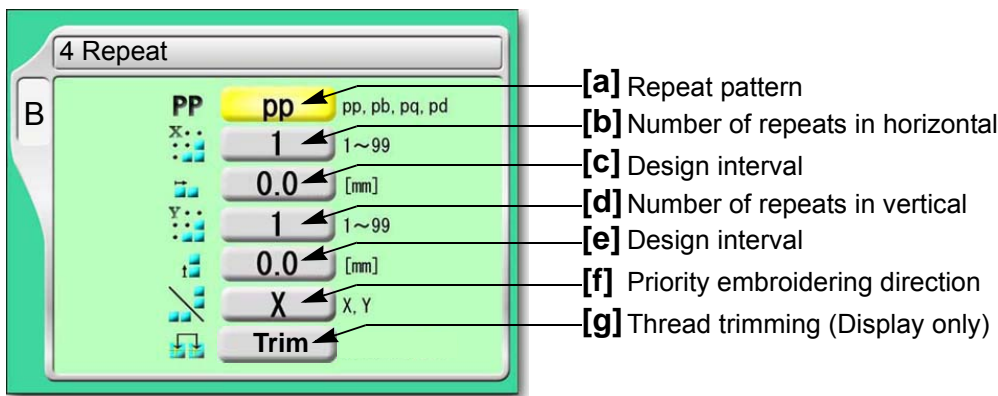 4 Repeat
B
PP pp pp, pb, pq, pd [a] Repeat pattern
X 1 1~99 [b] Number of repeats in horizontal
0.0 [mm] [c] Design interval
Y 1 1~99 [d] Number of repeats in vertical
0.0 [mm] [e] Design interval
X X, Y [f] Priority embroidering direction
Trim [g] Thread trimming (Display only)